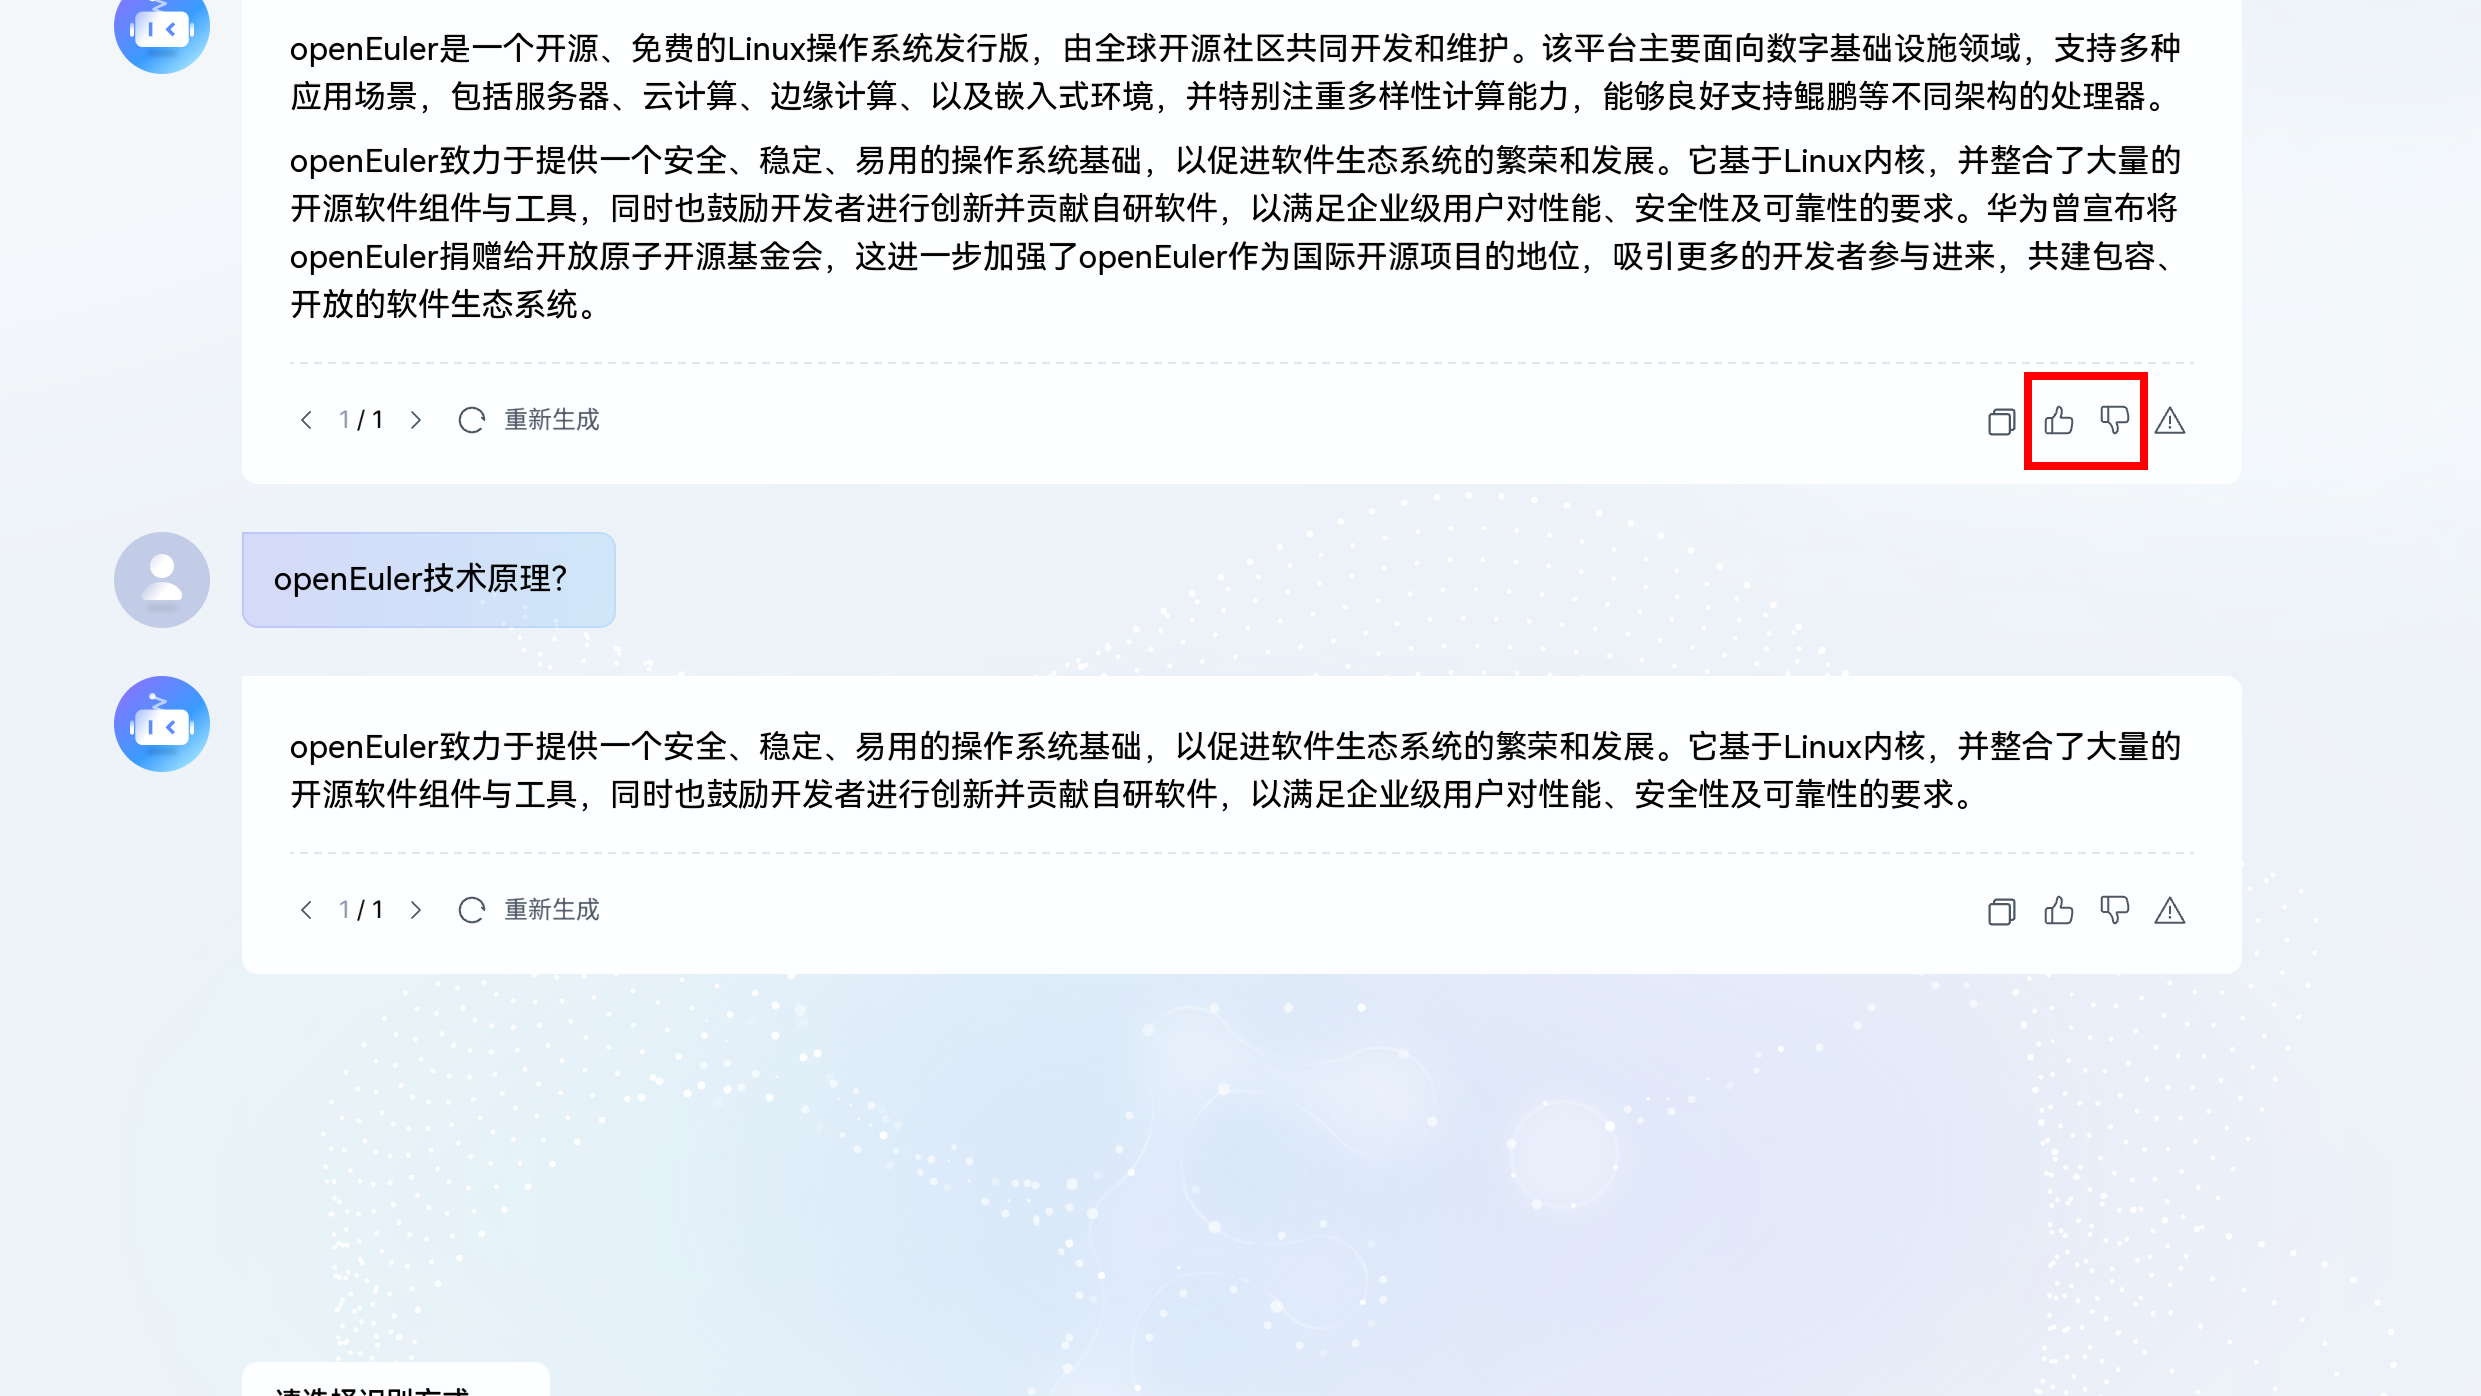 openEuler是一个开源、免费的Linux操作系统发行版，由全球开源社区共同开发和维护。该平台主要面向数字基础设施领域，支持多种
应用场景，包括服务器、云计算、边缘计算、以及嵌入式环境，并特别注重多样性计算能力，能够良好支持鲲鹏等不同架构的处理器。
openEuler致力于提供一个安全、稳定、易用的操作系统基础，以促进软件生态系统的繁荣和发展。它基于Linux内核，并整合了大量的
开源软件组件与工具，同时也鼓励开发者进行创新并贡献自研软件，以满足企业级用户对性能、安全性及可靠性的要求。华为曾宣布将
openEuler捐赠给开放原子开源基金会，这进一步加强了openEuler作为国际开源项目的地位，吸引更多的开发者参与进来，共建包容、
开放的软件生态系统。
1 / 1 重新生成
openEuler技术原理？
openEuler致力于提供一个安全、稳定、易用的操作系统基础，以促进软件生态系统的繁荣和发展。它基于Linux内核，并整合了大量的
开源软件组件与工具，同时也鼓励开发者进行创新并贡献自研软件，以满足企业级用户对性能、安全性及可靠性的要求。
1 / 1 重新生成
请选择识别方式